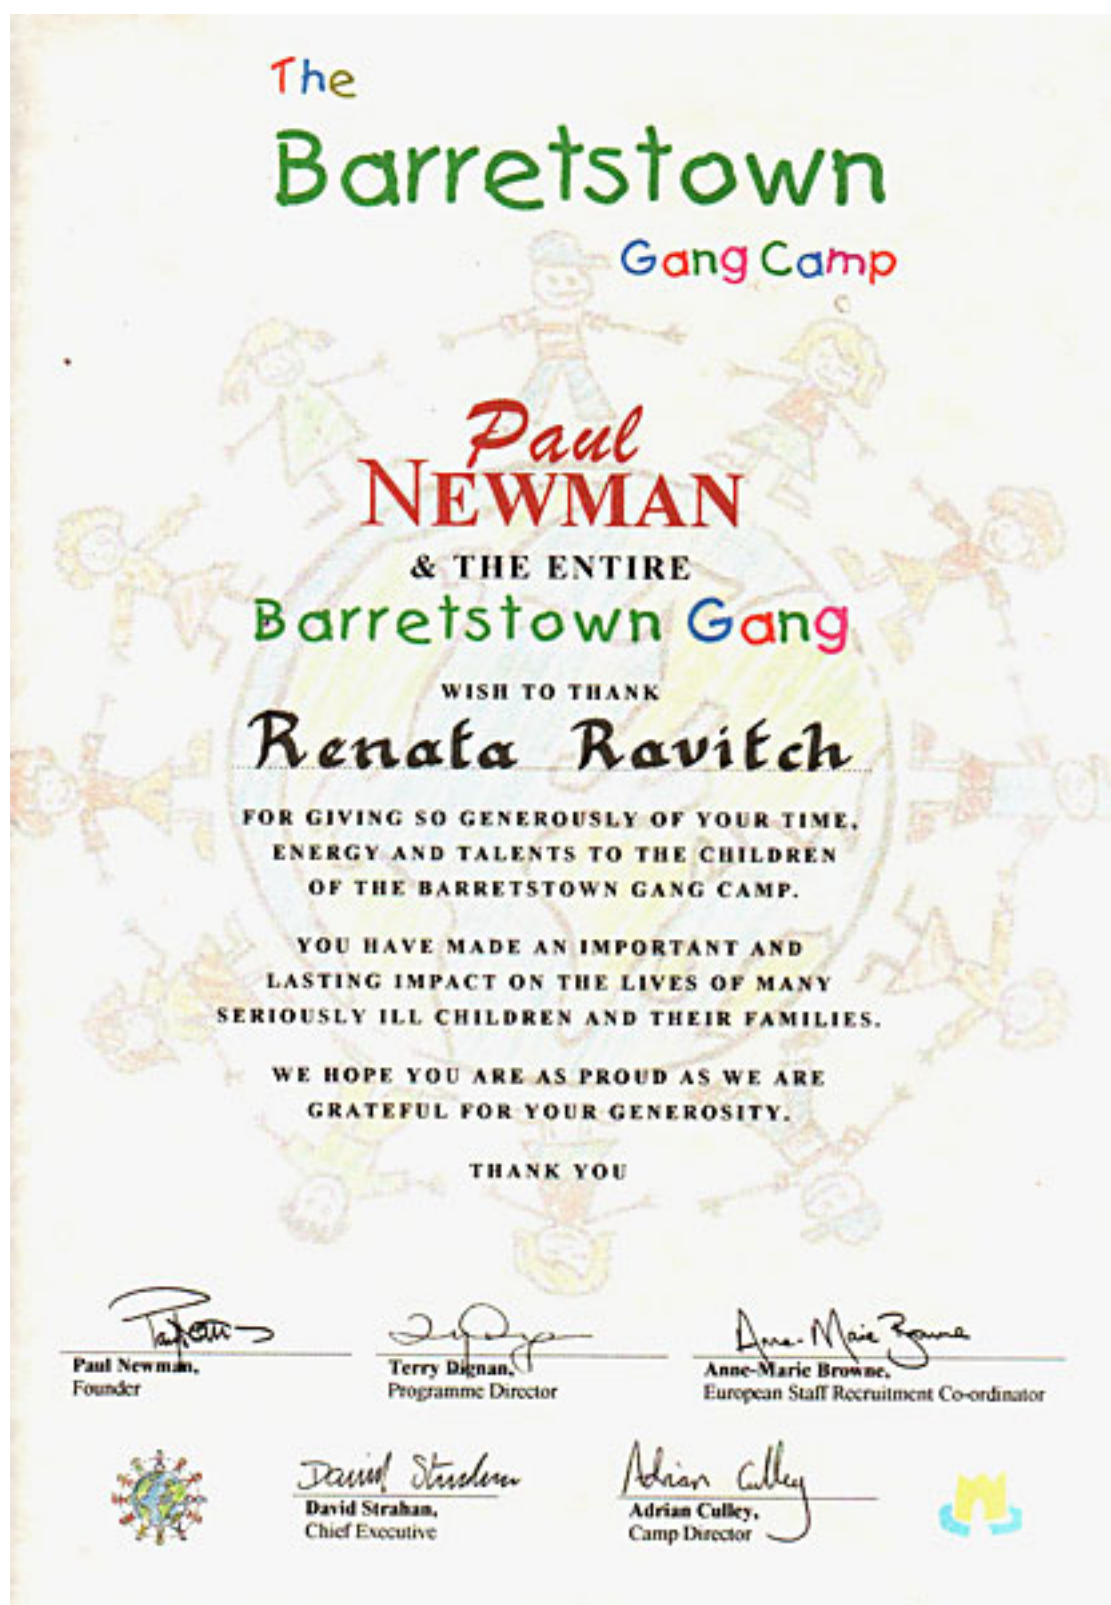 The
Barretstown
Gang Camp
Paul
NEWMAN
& THE ENTIRE
Barretstown Gang
WISH TO THANK
Renata Ravitch
FOR GIVING SO GENEROUSLY OF YOUR TIME,
ENERGY AND TALENTS TO THE CHILDREN
OF THE BARRETSTOWN GANG CAMP.
YOU HAVE MADE AN IMPORTANT AND
LASTING IMPACT ON THE LIVES OF MANY
SERIOUSLY ILL CHILDREN AND THEIR FAMILIES.
WE HOPE YOU ARE AS PROUD AS WE ARE
GRATEFUL FOR YOUR GENEROSITY.
THANK YOU
Anne-Marie Browne
Paul Newman, Terry Dignan, Anne-Marie Browne,
Founder Programme Director European Staff Recruitment Co-ordinator
David Strahan Adrian Culley
David Strahan, Adrian Culley,
Chief Executive Camp Director